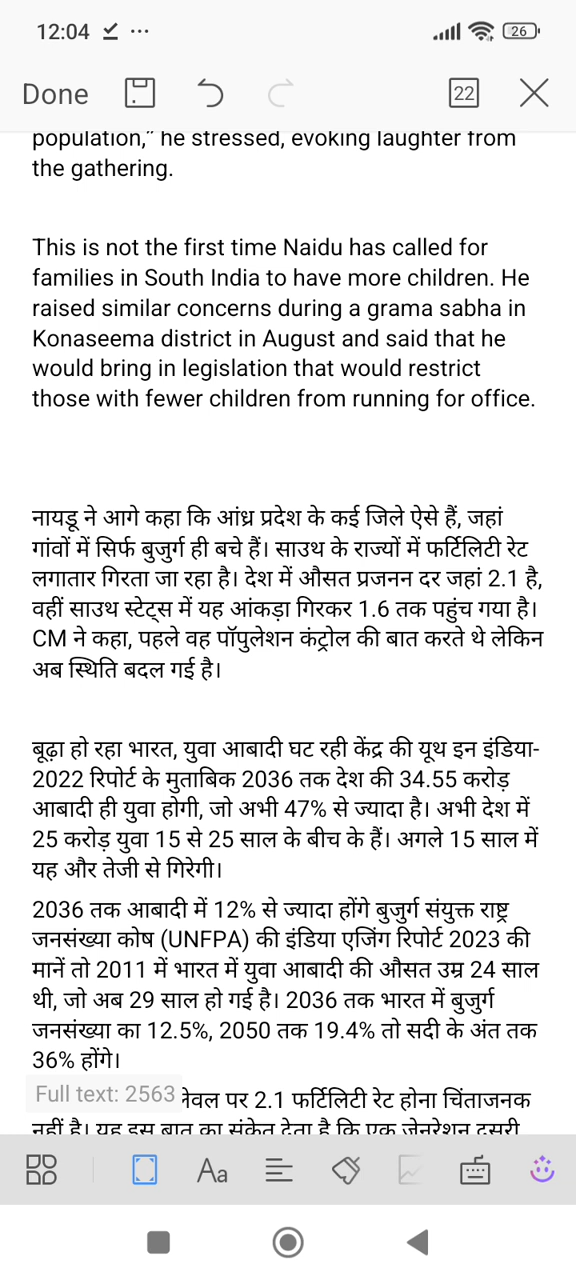 12:04
26
Done
22
population,” he stressed, evoking laughter from
the gathering.
This is not the first time Naidu has called for
families in South India to have more children. He
raised similar concerns during a grama sabha in
Konaseema district in August and said that he
would bring in legislation that would restrict
those with fewer children from running for office.
नायडू ने आगे कहा कि आंध्र प्रदेश के कई जिले ऐसे हैं, जहां
गांवों में सिर्फ बुजुर्ग ही बचे हैं। साउथ के राज्यों में फर्टिलिटी रेट
लगातार गिरता जा रहा है। देश में औसत प्रजनन दर जहां 2.1 है,
वहीं साउथ स्टेट्स में यह आंकड़ा गिरकर 1.6 तक पहुंच गया है।
CM ने कहा, पहले वह पॉपुलेशन कंट्रोल की बात करते थे लेकिन
अब स्थिति बदल गई है।
बूढ़ा हो रहा भारत, युवा आबादी घट रही केंद्र की यूथ इन इंडिया-
2022 रिपोर्ट के मुताबिक 2036 तक देश की 34.55 करोड़
आबादी ही युवा होगी, जो अभी 47% से ज्यादा है। अभी देश में
25 करोड़ युवा 15 से 25 साल के बीच के हैं। अगले 15 साल में
यह और तेजी से गिरेगी।
2036 तक आबादी में 12% से ज्यादा होंगे बुजुर्ग संयुक्त राष्ट्र
जनसंख्या कोष (UNFPA) की इंडिया एजिंग रिपोर्ट 2023 की
मानें तो 2011 में भारत में युवा आबादी की औसत उम्र 24 साल
थी, जो अब 29 साल हो गई है। 2036 तक भारत में बुजुर्ग
जनसंख्या का 12.5%, 2050 तक 19.4% तो सदी के अंत तक
36% होंगे।
Full text: 2563
पर 2.1 फर्टिलिटी रेट होना चिंताजनक
नहीं है। यह इस बात का संकेत देता है कि एक जेनरेशन दूसरी
Aa